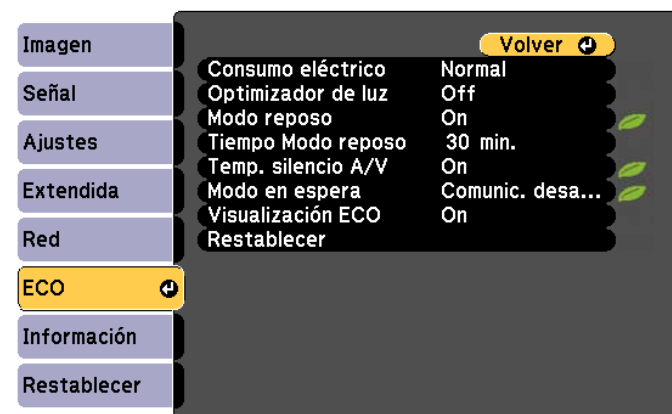 Imagen
Señal
Ajustes
Extendida
Red
ECO
Información
Restablecer
Volver
Consumo eléctrico Normal
Optimizador de luz Off
Modo reposo On
Tiempo Modo reposo 30 min.
Temp. silencio A/V On
Modo en espera Comunic. desa...
Visualización ECO On
Restablecer